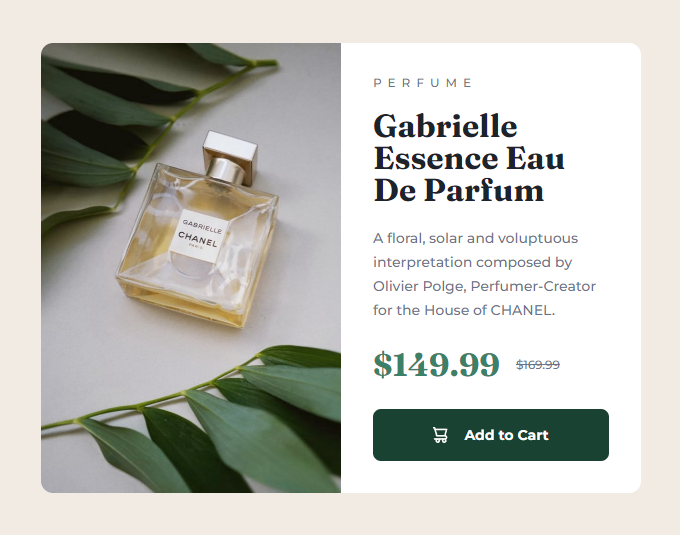 GABRIELLE
CHANEL
PARIS
PERFUME
Gabrielle
Essence Eau
De Parfum
A floral, solar and voluptuous
interpretation composed by
Olivier Polge, Perfumer-Creator
for the House of CHANEL.
$149.99 $169.99
Add to Cart